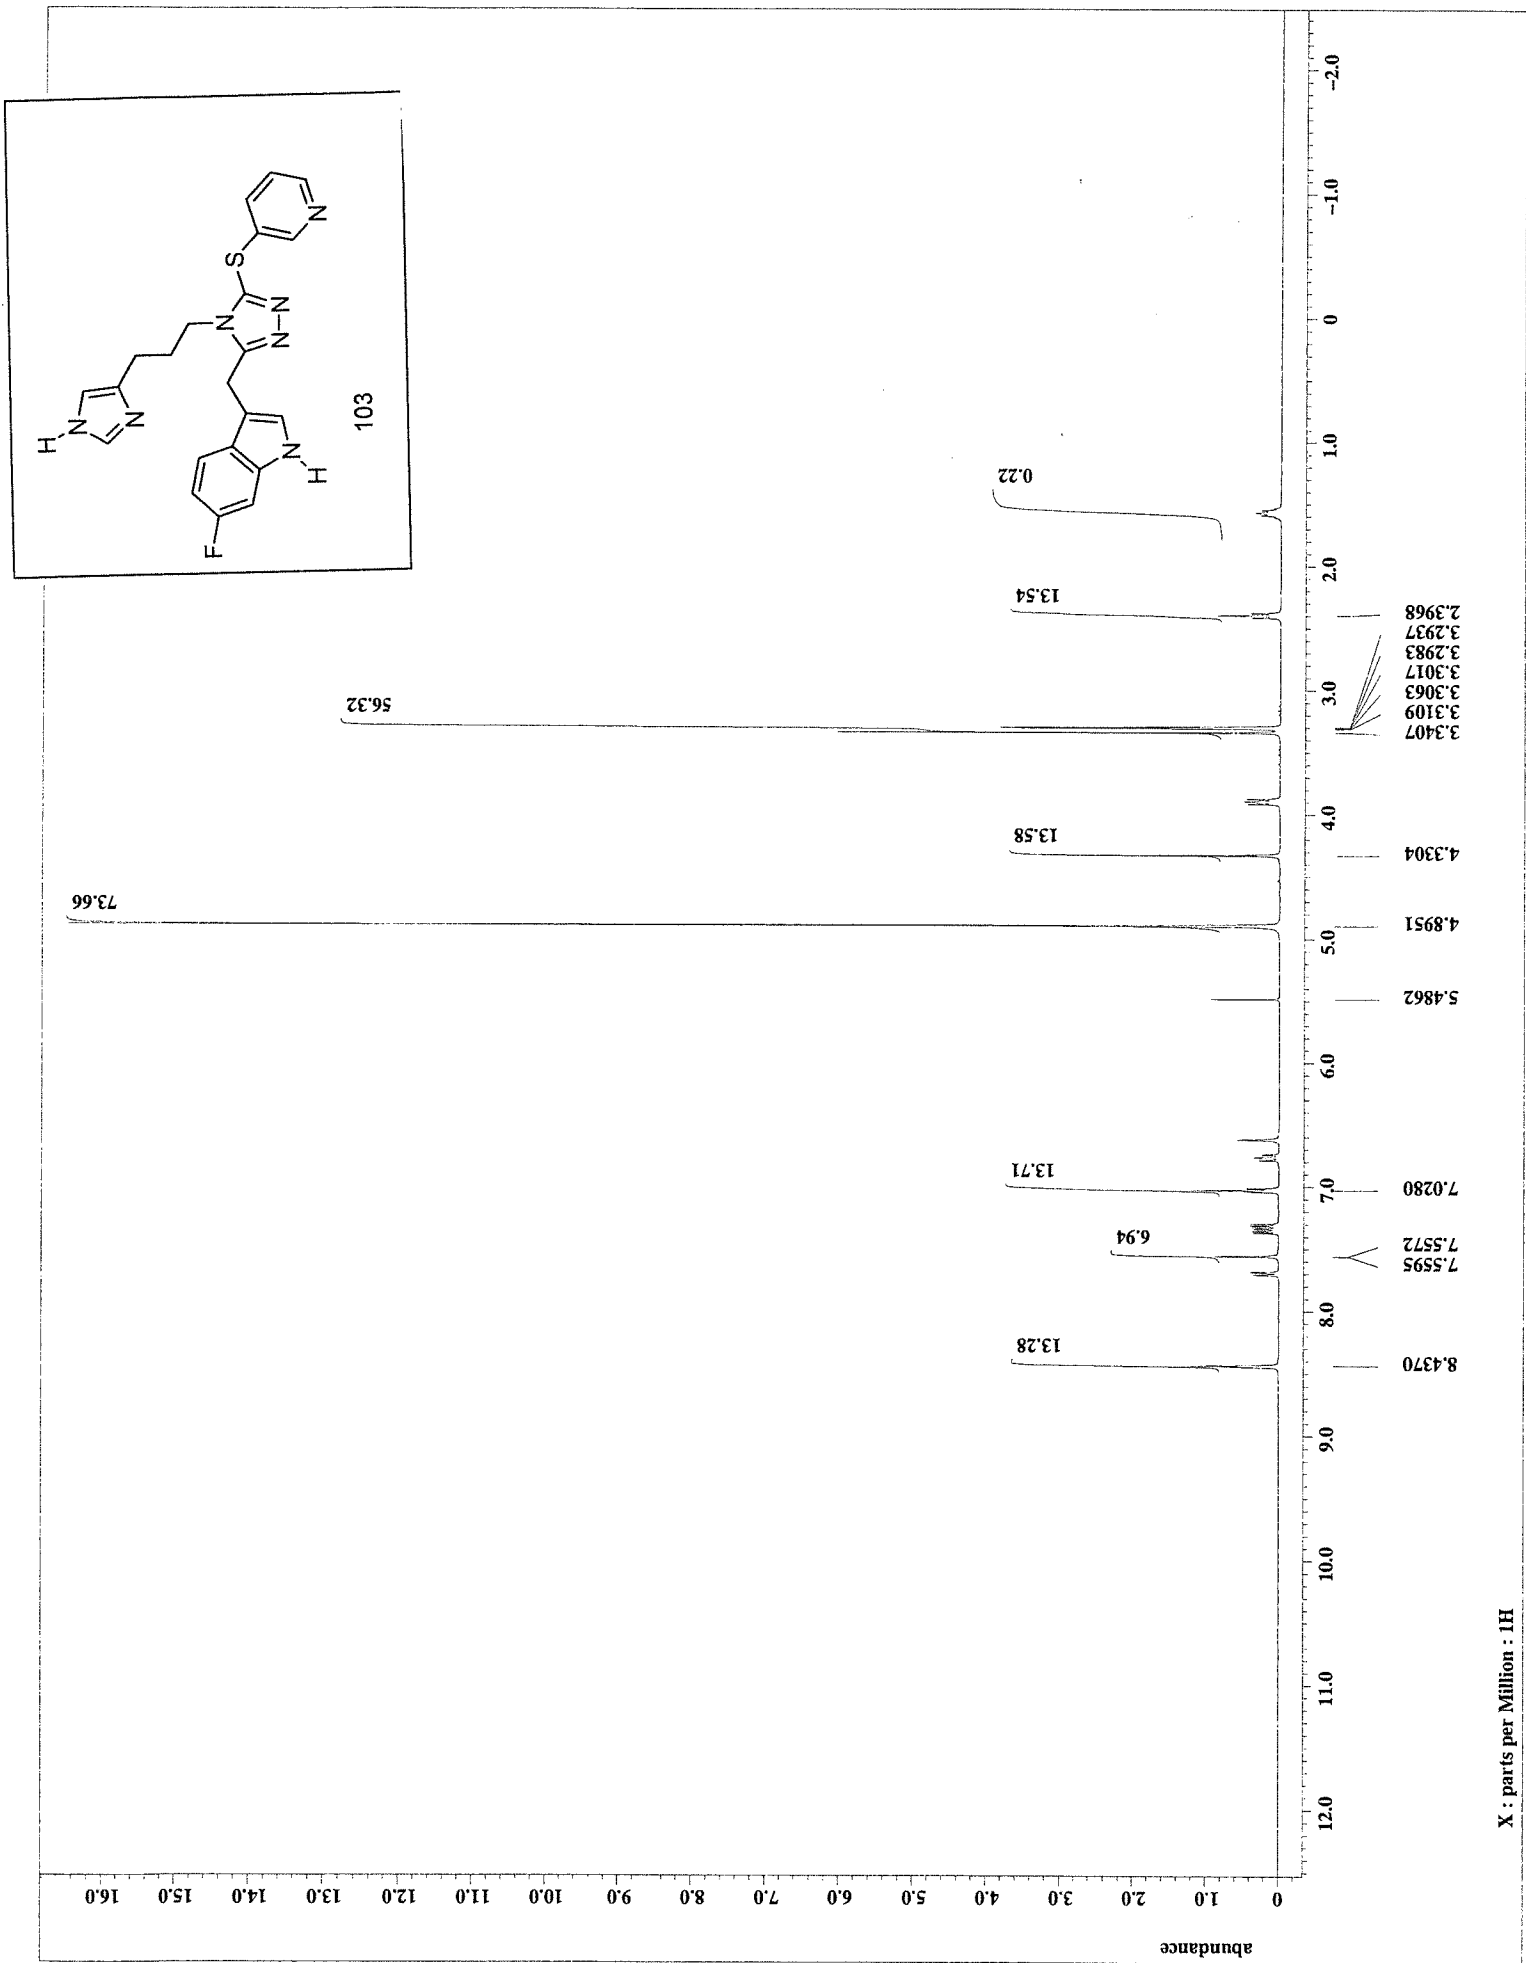 H
N
N
S
N
N
N
N
F
N
H
103
0.22
13.54
56.32
13.58
73.66
13.71
6.94
13.28
abundance
0 1.0 2.0 3.0 4.0 5.0 6.0 7.0 8.0 9.0 10.0 11.0 12.0 13.0 14.0 15.0 16.0
12.0 11.0 10.0 9.0 8.0 7.0 6.0 5.0 4.0 3.0 2.0 1.0 0 -1.0 -2.0
8.4370
7.5595
7.5572
7.0280
5.4862
4.8951
4.3304
3.3407
3.3109
3.3063
3.3017
3.2983
3.2937
2.3968
X : parts per Million : 1H